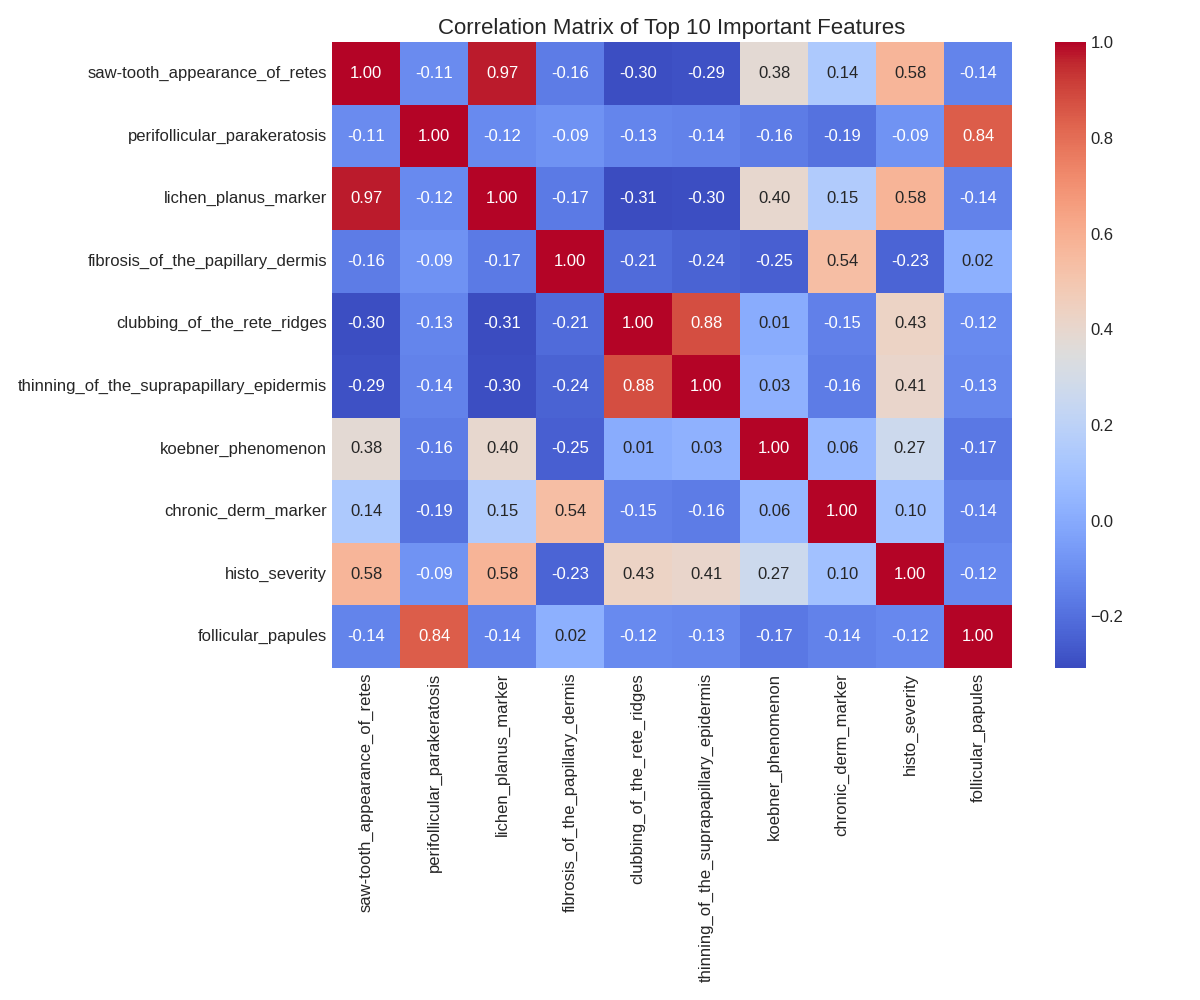 Correlation Matrix of Top 10 Important Features
saw-tooth_appearance_of_retes 1.00 -0.11 0.97 -0.16 -0.30 -0.29 0.38 0.14 0.58 -0.14
perifollicular_parakeratosis -0.11 1.00 -0.12 -0.09 -0.13 -0.14 -0.16 -0.19 -0.09 0.84
lichen_planus_marker 0.97 -0.12 1.00 -0.17 -0.31 -0.30 0.40 0.15 0.58 -0.14
fibrosis_of_the_papillary_dermis -0.16 -0.09 -0.17 1.00 -0.21 -0.24 -0.25 0.54 -0.23 0.02
clubbing_of_the_rete_ridges -0.30 -0.13 -0.31 -0.21 1.00 0.88 0.01 -0.15 0.43 -0.12
thinning_of_the_suprapapillary_epidermis -0.29 -0.14 -0.30 -0.24 0.88 1.00 0.03 -0.16 0.41 -0.13
koebner_phenomenon 0.38 -0.16 0.40 -0.25 0.01 0.03 1.00 0.06 0.27 -0.17
chronic_derm_marker 0.14 -0.19 0.15 0.54 -0.15 -0.16 0.06 1.00 0.10 -0.14
histo_severity 0.58 -0.09 0.58 -0.23 0.43 0.41 0.27 0.10 1.00 -0.12
follicular_papules -0.14 0.84 -0.14 0.02 -0.12 -0.13 -0.17 -0.14 -0.12 1.00
saw-tooth_appearance_of_retes
perifollicular_parakeratosis
lichen_planus_marker
fibrosis_of_the_papillary_dermis
clubbing_of_the_rete_ridges
thinning_of_the_suprapapillary_epidermis
koebner_phenomenon
chronic_derm_marker
histo_severity
follicular_papules
1.0
0.8
0.6
0.4
0.2
0.0
−0.2